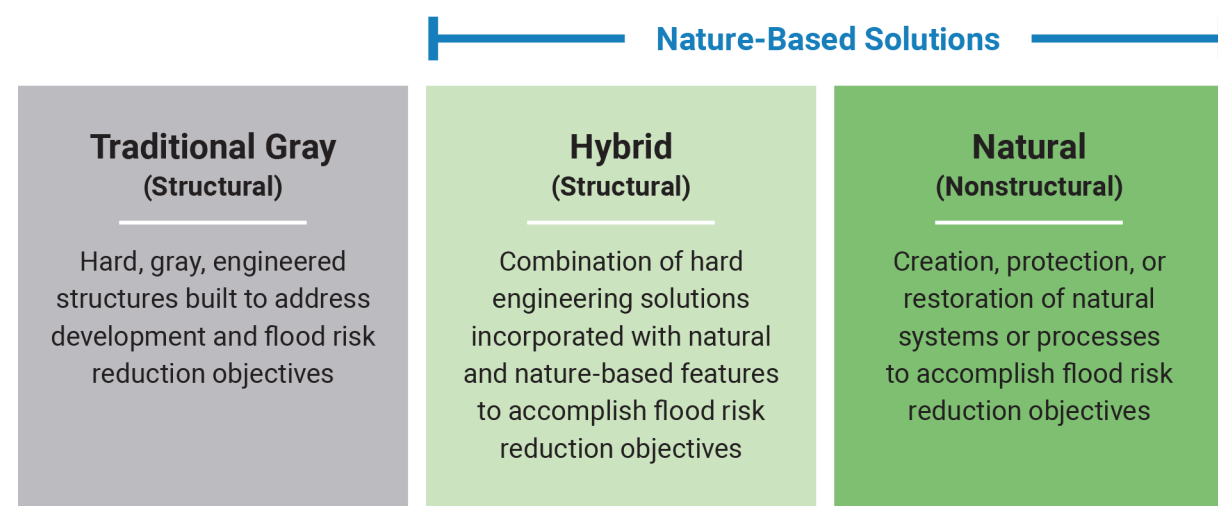 Nature-Based Solutions
Traditional Gray
(Structural)
Hard, gray, engineered
structures built to address
development and flood risk
reduction objectives
Hybrid
(Structural)
Combination of hard
engineering solutions
incorporated with natural
and nature-based features
to accomplish flood risk
reduction objectives
Natural
(Nonstructural)
Creation, protection, or
restoration of natural
systems or processes
to accomplish flood risk
reduction objectives